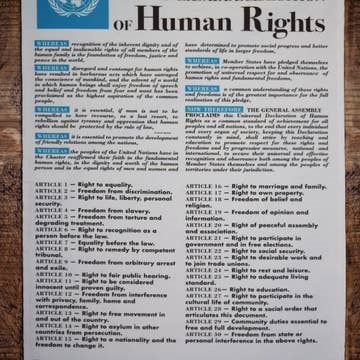 OF Human Rights
WHEREAS recognition of the inherent dignity and of
the equal and inalienable rights of all members of the
human family is the foundation of freedom, justice and
peace in the world,
WHEREAS disregard and contempt for human rights
have resulted in barbarous acts which have outraged
the conscience of mankind, and the advent of a world
in which human beings shall enjoy freedom of speech
and belief and freedom from fear and want has been
proclaimed as the highest aspiration of the common
people,
WHEREAS it is essential, if man is not to be
compelled to have recourse, as a last resort, to
rebellion against tyranny and oppression that human
rights should be protected by the rule of law,
WHEREAS it is essential to promote the development
of friendly relations among the nations,
WHEREAS the peoples of the United Nations have in
the Charter reaffirmed their faith in the fundamental
human rights, in the dignity and worth of the human
person and in the equal rights of men and women and
have determined to promote social progress and better
standards of life in larger freedom,
WHEREAS Member States have pledged themselves
to achieve, in co-operation with the United Nations, the
promotion of universal respect for and observance of
human rights and fundamental freedoms,
WHEREAS a common understanding of these rights
and freedoms is of the greatest importance for the full
realisation of this pledge,
NOW THEREFORE THE GENERAL ASSEMBLY
PROCLAIMS this Universal Declaration of Human
Rights as a common standard of achievement for all
peoples and all nations, to the end that every individual
and every organ of society, keeping this Declaration
constantly in mind, shall strive by teaching and
education to promote respect for these rights and
freedoms and by progressive measures, national and
international, to secure their universal and effective
recognition and observance both among the peoples of
Member States themselves and among the peoples of
territories under their jurisdiction.
ARTICLE 1 — Right to equality.
ARTICLE 2 — Freedom from discrimination.
ARTICLE 3 — Right to life, liberty, personal
security.
ARTICLE 4 — Freedom from slavery.
ARTICLE 5 — Freedom from torture and
degrading treatment.
ARTICLE 6 — Right to recognition as a
person before the law.
ARTICLE 7 — Equality before the law.
ARTICLE 8 — Right to remedy by competent
tribunal.
ARTICLE 9 — Freedom from arbitrary arrest
and exile.
ARTICLE 10 — Right to fair public hearing.
ARTICLE 11 — Right to be considered
innocent until proven guilty.
ARTICLE 12 — Freedom from interference
with privacy, family, home and
correspondence.
ARTICLE 13 — Right to free movement in
and out of the country.
ARTICLE 14 — Right to asylum in other
countries from persecution.
ARTICLE 15 — Right to a nationality and the
freedom to change it.
ARTICLE 16 — Right to marriage and family.
ARTICLE 17 — Right to own property.
ARTICLE 18 — Freedom of belief and
religion.
ARTICLE 19 — Freedom of opinion and
information.
ARTICLE 20 — Right of peaceful assembly
and association.
ARTICLE 21 — Right to participate in
government and in free elections.
ARTICLE 22 — Right to social security.
ARTICLE 23 — Right to desirable work and
to join trade unions.
ARTICLE 24 — Right to rest and leisure.
ARTICLE 25 — Right to adequate living
standard.
ARTICLE 26 — Right to education.
ARTICLE 27 — Right to participate in the
cultural life of community.
ARTICLE 28 — Right to a social order that
articulates this document.
ARTICLE 29 — Community duties essential to
free and full development.
ARTICLE 30 — Freedom from state or
personal interference in the above rights.